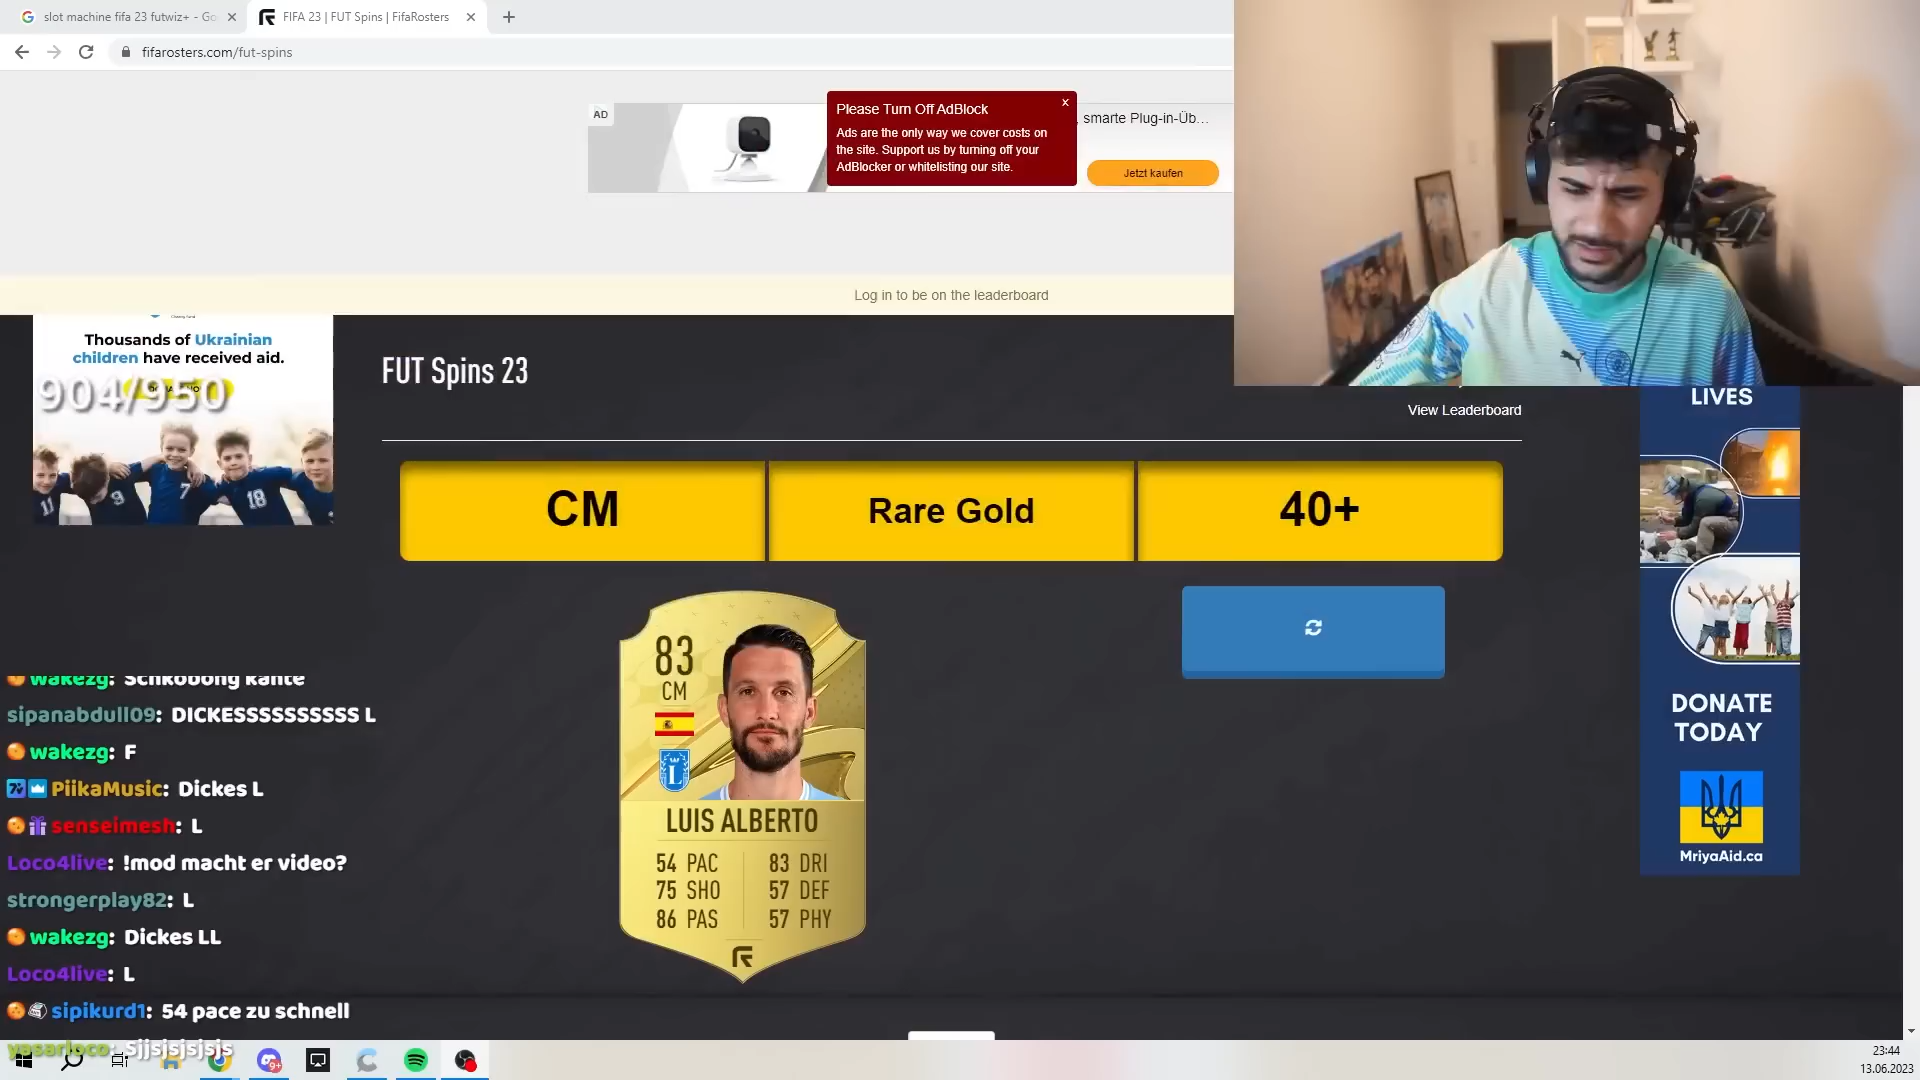 slot machine fifa 23 futwiz+ - Go
FIFA 23 | FUT Spins | FifaRosters
fifarosters.com/fut-spins
AD
Please Turn Off AdBlock
x
Ads are the only way we cover costs on
the site. Support us by turning off your
AdBlocker or whitelisting our site.
smarte Plug-in-Üb…
Jetzt kaufen
Log in to be on the leaderboard
Thousands of Ukrainian
children have received aid.
904/950
FUT Spins 23
View Leaderboard
CM
Rare Gold
40+
83
CM
LUIS ALBERTO
54 PAC
83 DRI
75 SHO
57 DEF
86 PAS
57 PHY
LIVES
DONATE
TODAY
MriyaAid.ca
wakezg: Schkobong kante
sipanabdull09: DICKESSSSSSSSSS L
wakezg: F
PiikaMusic: Dickes L
senseimesh: L
Loco4live: !mod macht er video?
strongerplay82: L
wakezg: Dickes LL
Loco4live: L
sipikurd1: 54 pace zu schnell
yasarloco: Sjjsjsjsjsjs
9+
23:44
13.06.2023